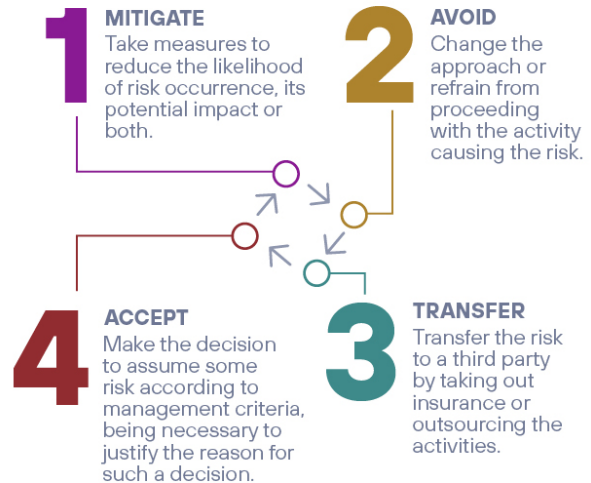 1
MITIGATE
Take measures to
reduce the likelihood
of risk occurrence, its
potential impact or
both.
2
AVOID
Change the
approach or
refrain from
proceeding
with the activity
causing the risk.
3
TRANSFER
Transfer the risk
to a third party
by taking out
insurance or
outsourcing the
activities.
4
ACCEPT
Make the decision
to assume some
risk according to
management criteria,
being necessary to
justify the reason for
such a decision.